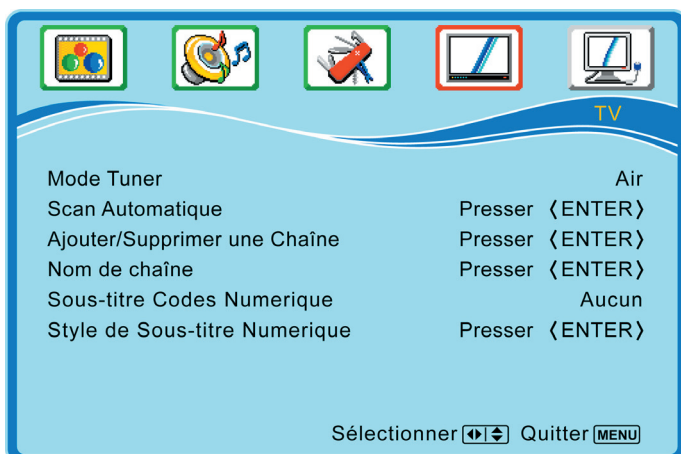 TV
Mode Tuner Air
Scan Automatique Presser ⟨ENTER⟩
Ajouter/Supprimer une Chaîne Presser ⟨ENTER⟩
Nom de chaîne Presser ⟨ENTER⟩
Sous-titre Codes Numerique Aucun
Style de Sous-titre Numerique Presser ⟨ENTER⟩
Sélectionner Quitter MENU